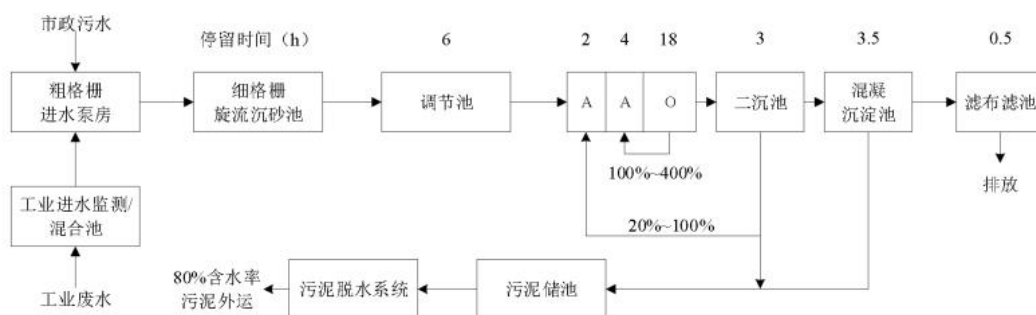 市政污水
停留时间（h）
6
2
4
18
3
3.5
0.5
粗格栅
进水泵房
细格栅
旋流沉砂池
调节池
A
A
O
二沉池
混凝
沉淀池
滤布滤池
100%~400%
排放
工业进水监测/
混合池
20%~100%
80%含水率
污泥外运
污泥脱水系统
污泥储池
工业废水